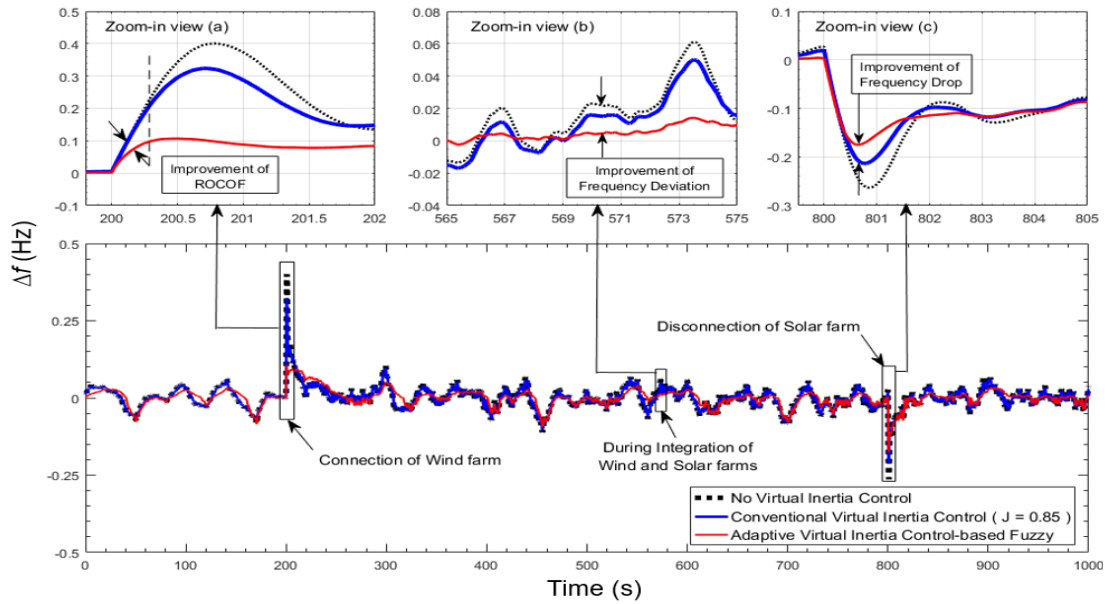 Zoom-in view (a)
0.5
0.4
0.3
0.2
0.1
0
-0.1
200
200.5
201
201.5
202
Improvement of
ROCOF
Zoom-in view (b)
0.08
0.06
0.04
0.02
0
-0.02
-0.04
565
567
569
571
573
575
Improvement of
Frequency Deviation
Zoom-in view (c)
0.1
0
-0.1
-0.2
-0.3
800
801
802
803
804
805
Improvement of
Frequency Drop
Δf (Hz)
0.5
0.25
0
-0.25
-0.5
Connection of Wind farm
During Integration of
Wind and Solar farms
Disconnection of Solar farm
No Virtual Inertia Control
Conventional Virtual Inertia Control ( J = 0.85 )
Adaptive Virtual Inertia Control-based Fuzzy
0
100
200
300
400
500
600
700
800
900
1000
Time (s)